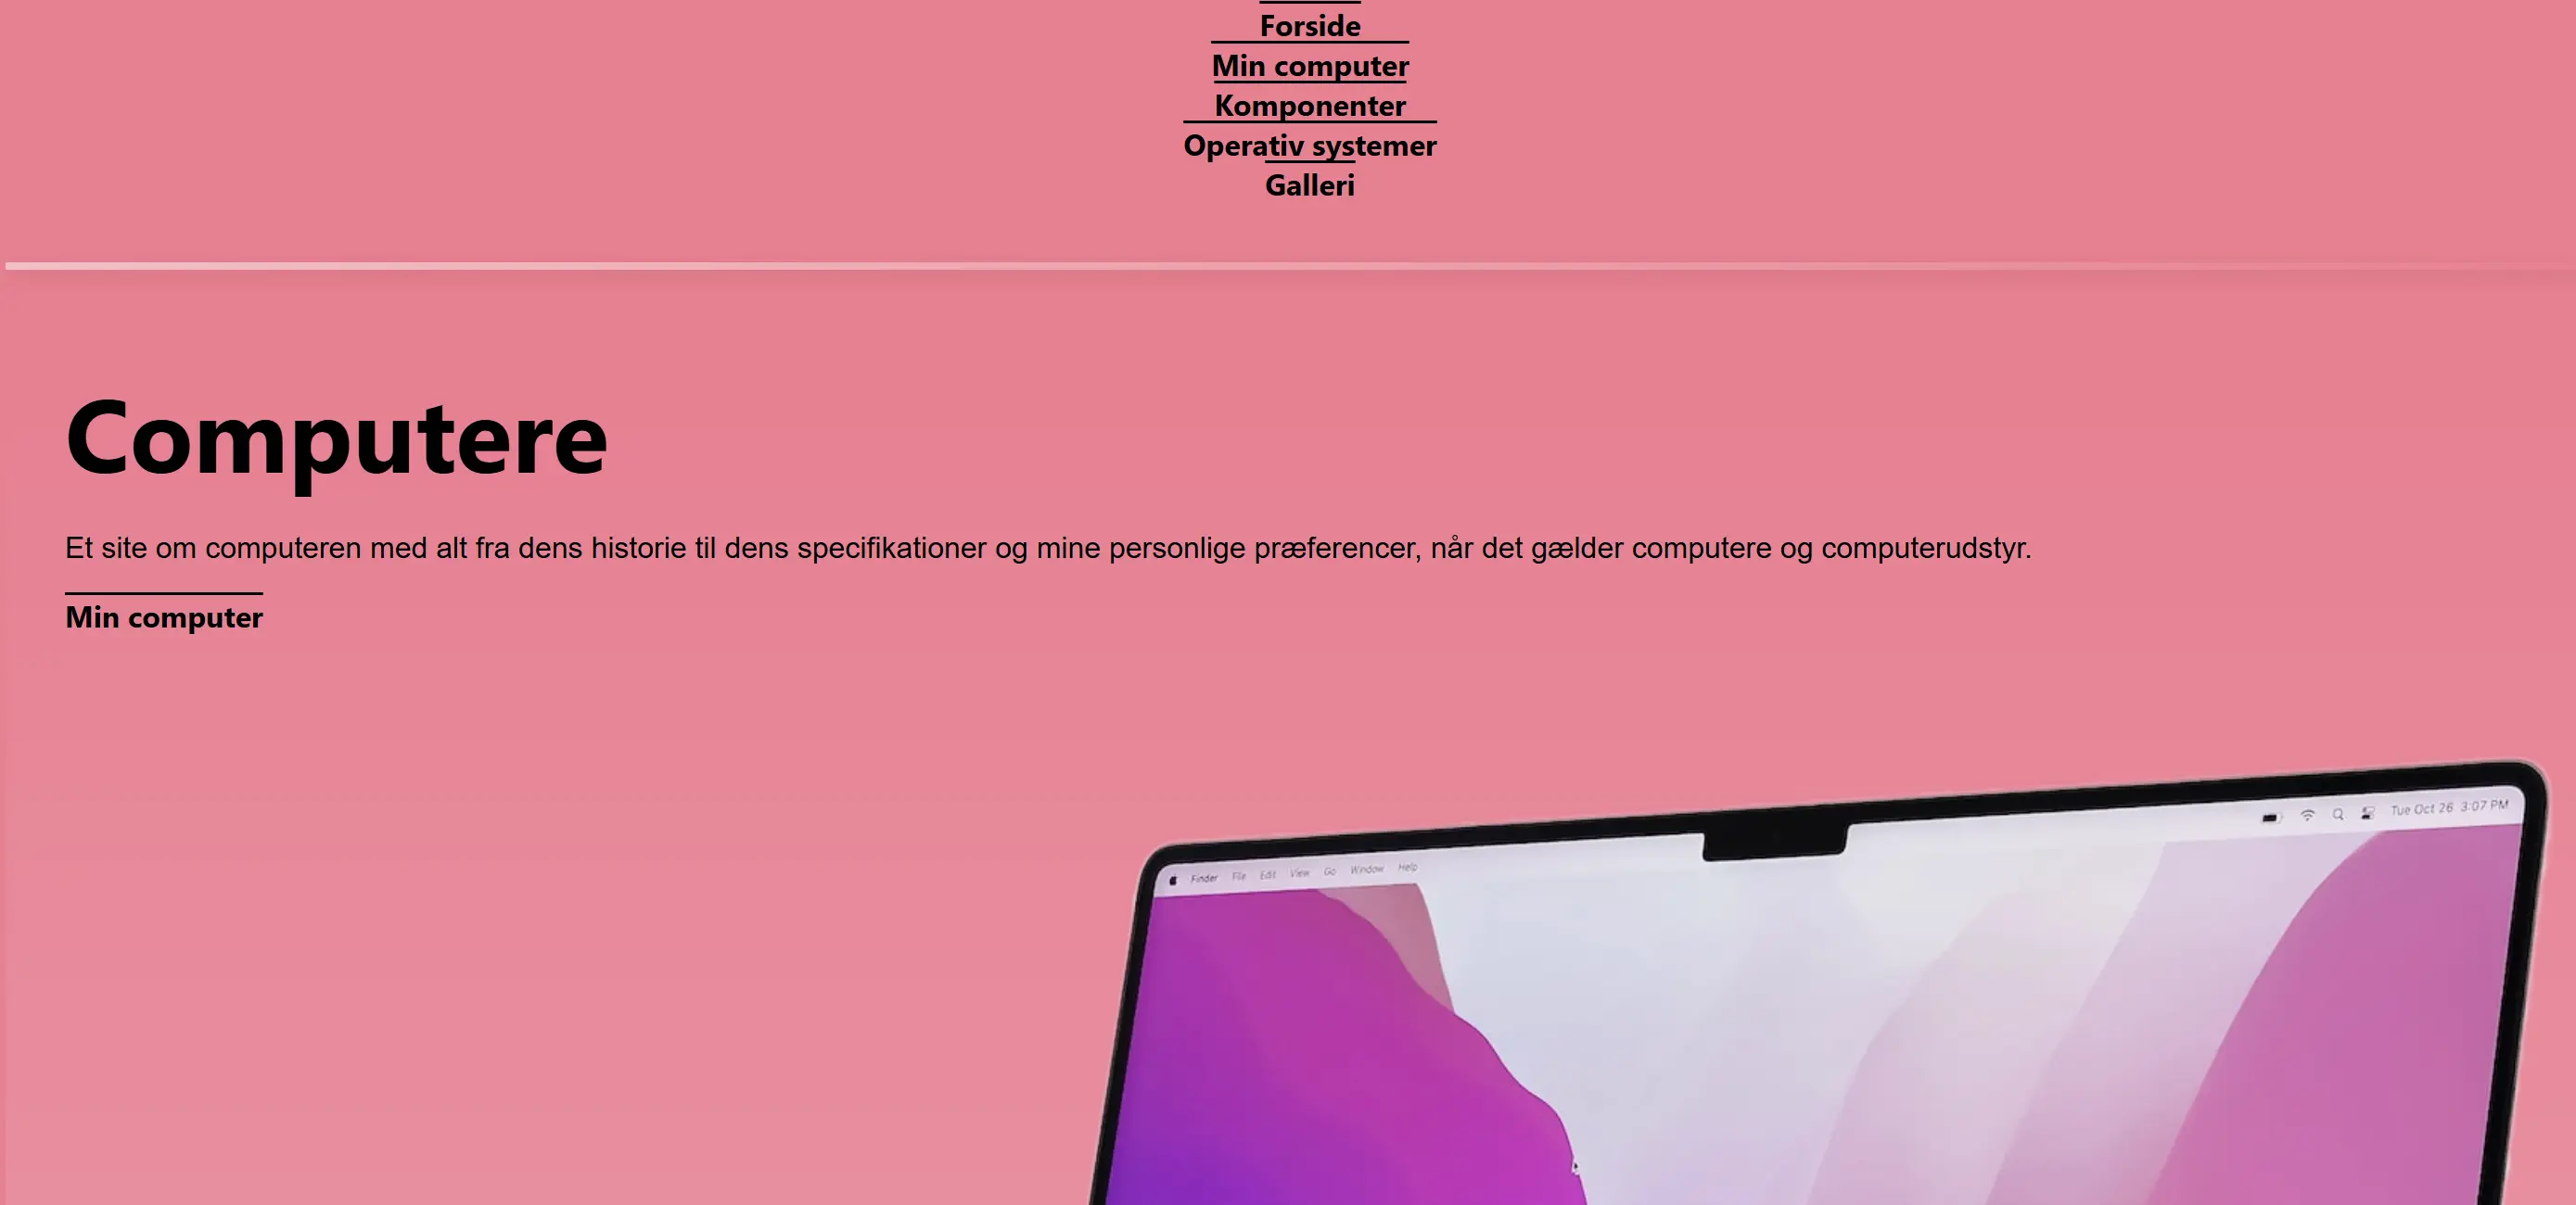 Forside
Min computer
Komponenter
Operativ systemer
Galleri
Computere
Et site om computeren med alt fra dens historie til dens specifikationer og mine personlige præferencer, når det gælder computere og computerudstyr.
Min computer
Finder File Edit View Go Window Help
Tue Oct 26 3:07 PM